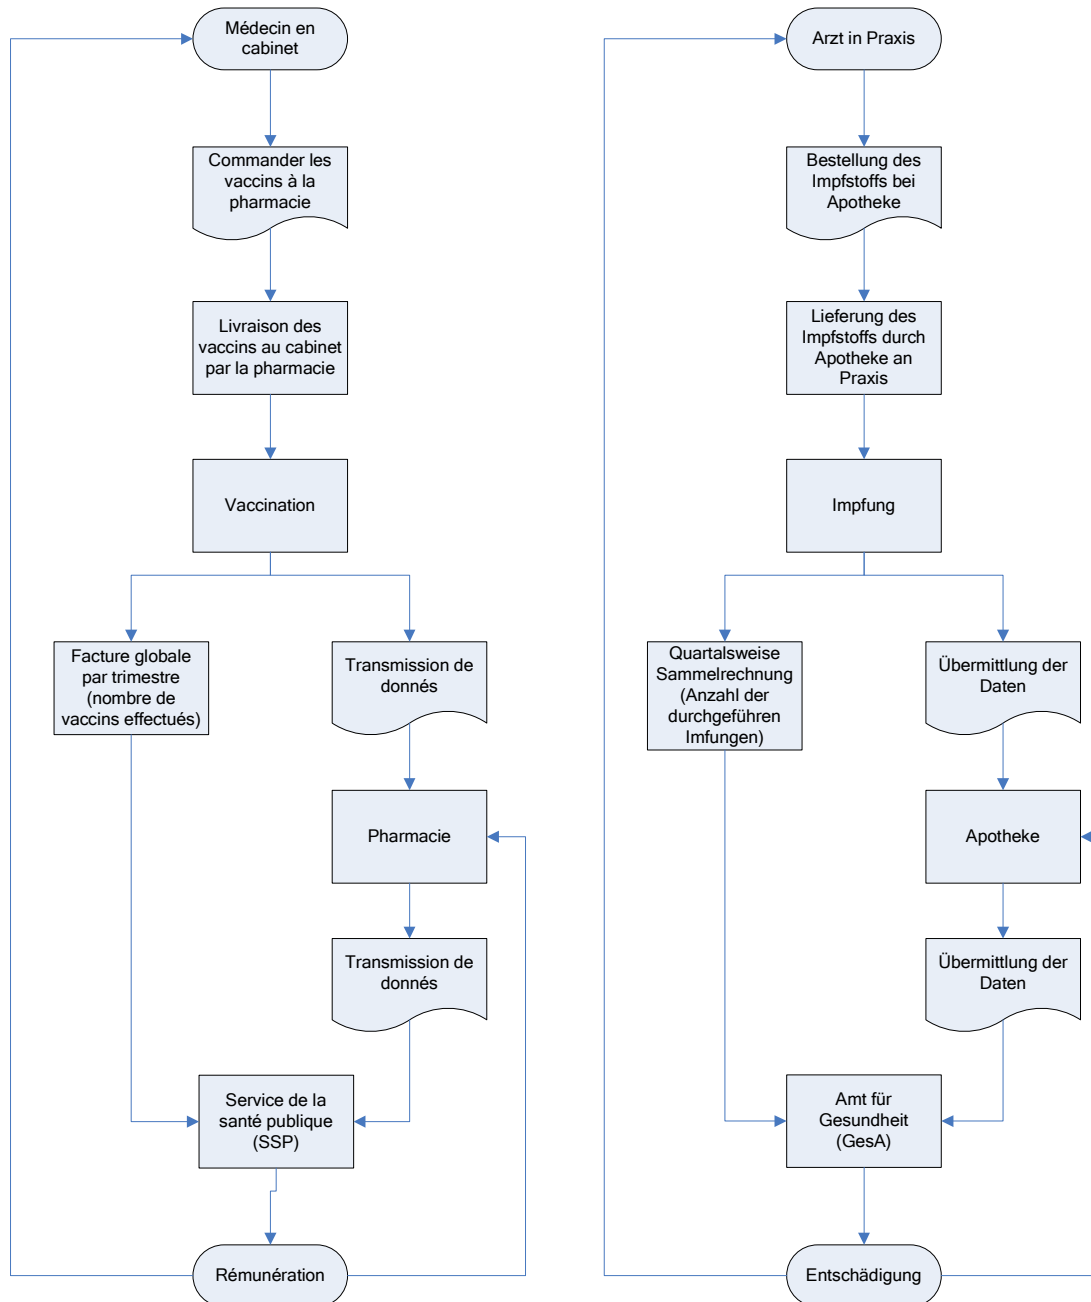 Médecin en
cabinet
Commander les
vaccins à la
pharmacie
Livraison des
vaccins au cabinet
par la pharmacie
Vaccination
Facture globale
par trimestre
(nombre de
vaccins effectués)
Transmission de
donnés
Pharmacie
Transmission de
donnés
Service de la
santé publique
(SSP)
Rémunération
Arzt in Praxis
Bestellung des
Impfstoffs bei
Apotheke
Lieferung des
Impfstoffs durch
Apotheke an
Praxis
Impfung
Quartalsweise
Sammelrechnung
(Anzahl der
durchgeführen
Imfungen)
Übermittlung der
Daten
Apotheke
Übermittlung der
Daten
Amt für
Gesundheit
(GesA)
Entschädigung